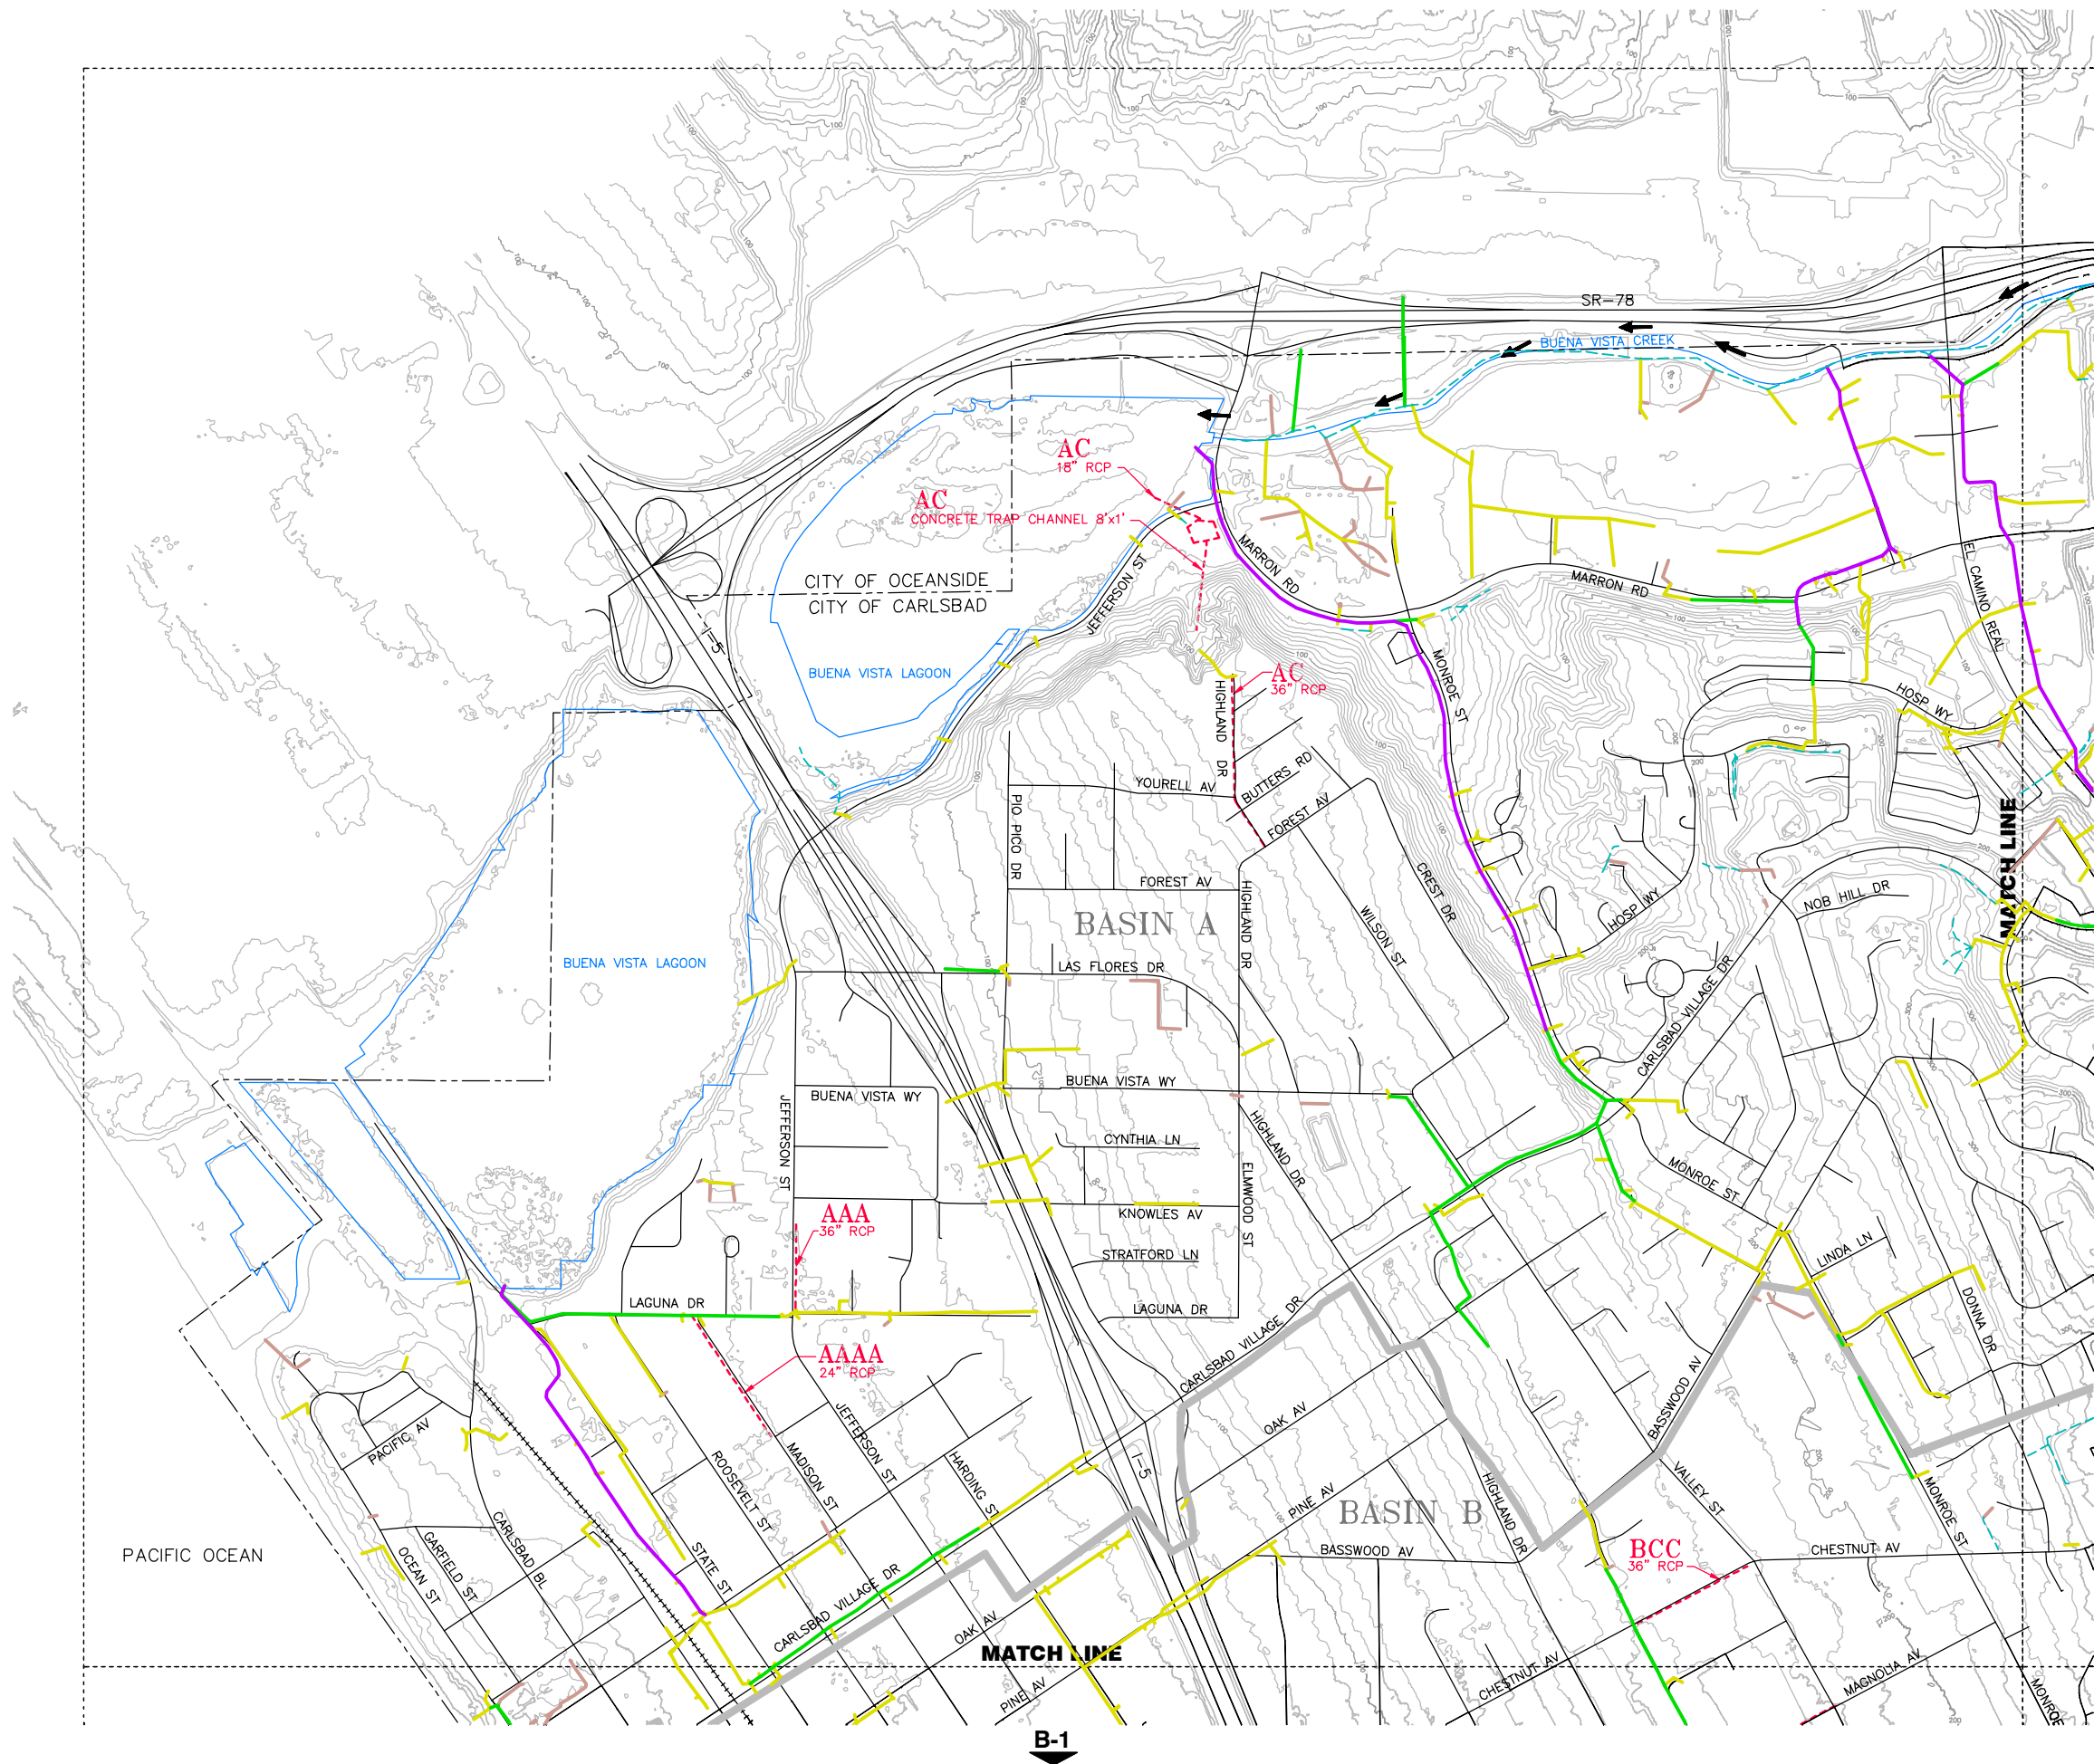 SR-78
BUENA VISTA CREEK
AC
18" RCP
AC
CONCRETE TRAP CHANNEL 8'x1'
MARRON RD
MARRON RD
EL CAMINO REAL
CITY OF OCEANSIDE
CITY OF CARLSBAD
JEFFERSON ST
I-5
BUENA VISTA LAGOON
AC
36" RCP
HIGHLAND DR
MONROE ST
HOSP WY
YOURELL AV
BUTTERS RD
FOREST AV
PIO PICO DR
MATCH LINE
CREST DR
FOREST AV
HIGHLAND DR
WILSON ST
HOSP WY
NOB HILL DR
BASIN A
BUENA VISTA LAGOON
LAS FLORES DR
CARLSBAD VILLAGE DR
BUENA VISTA WY
BUENA VISTA WY
JEFFERSON ST
CYNTHIA LN
HIGHLAND DR
ELMWOOD ST
MONROE ST
AAA
36" RCP
KNOWLES AV
STRATFORD LN
LINDA LN
DONNA DR
LAGUNA DR
LAGUNA DR
CARLSBAD VILLAGE DR
AAAA
24" RCP
PACIFIC AV
JEFFERSON ST
OAK AV
BASSWOOD AV
ROOSEVELT ST
MADISON ST
HARDING ST
I-5
PINE AV
HIGHLAND DR
VALLEY ST
MONROE ST
BASIN B
PACIFIC OCEAN
OCEAN ST
GARFIELD ST
CARLSBAD BL
STATE ST
CARLSBAD VILLAGE DR
BASSWOOD AV
BCC
36" RCP
CHESTNUT AV
OAK AV
MATCH LINE
PINE AV
CHESTNUT AV
MAGNOLIA AV
MONROE
B-1